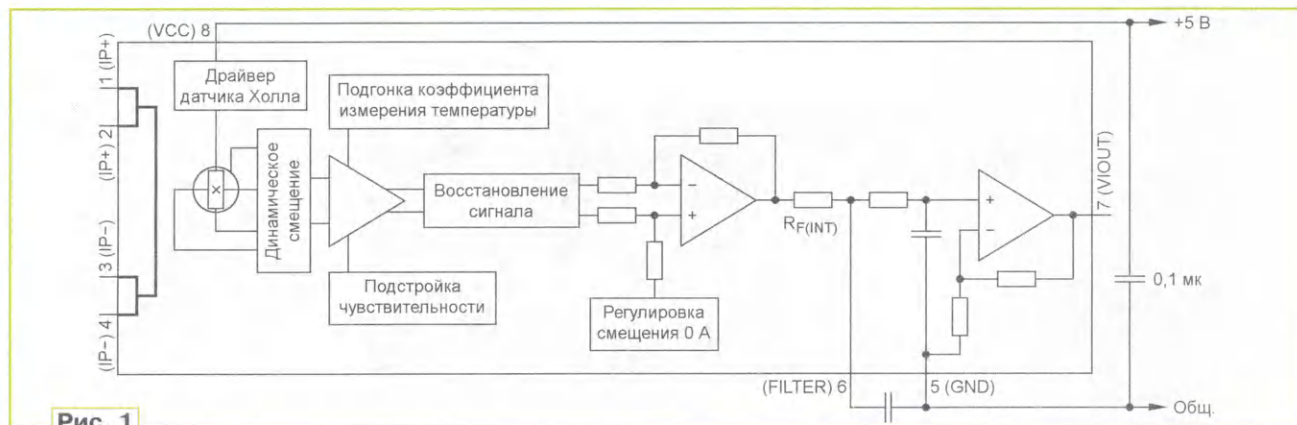 (VCC) 8
+5 В
1 (IP+)
(IP+) 2
3 (IP−)
(IP−) 4
Драйвер
датчика Холла
Подгонка коэффициента
измерения температуры
Динамическое
смещение
×
Восстановление
сигнала
Подстройка
чувствительности
−
+
Регулировка
смещения 0 А
RF(INT)
+
−
7 (VIOUT)
0,1 мк
(FILTER) 6
5 (GND)
Общ.
Рис. 1